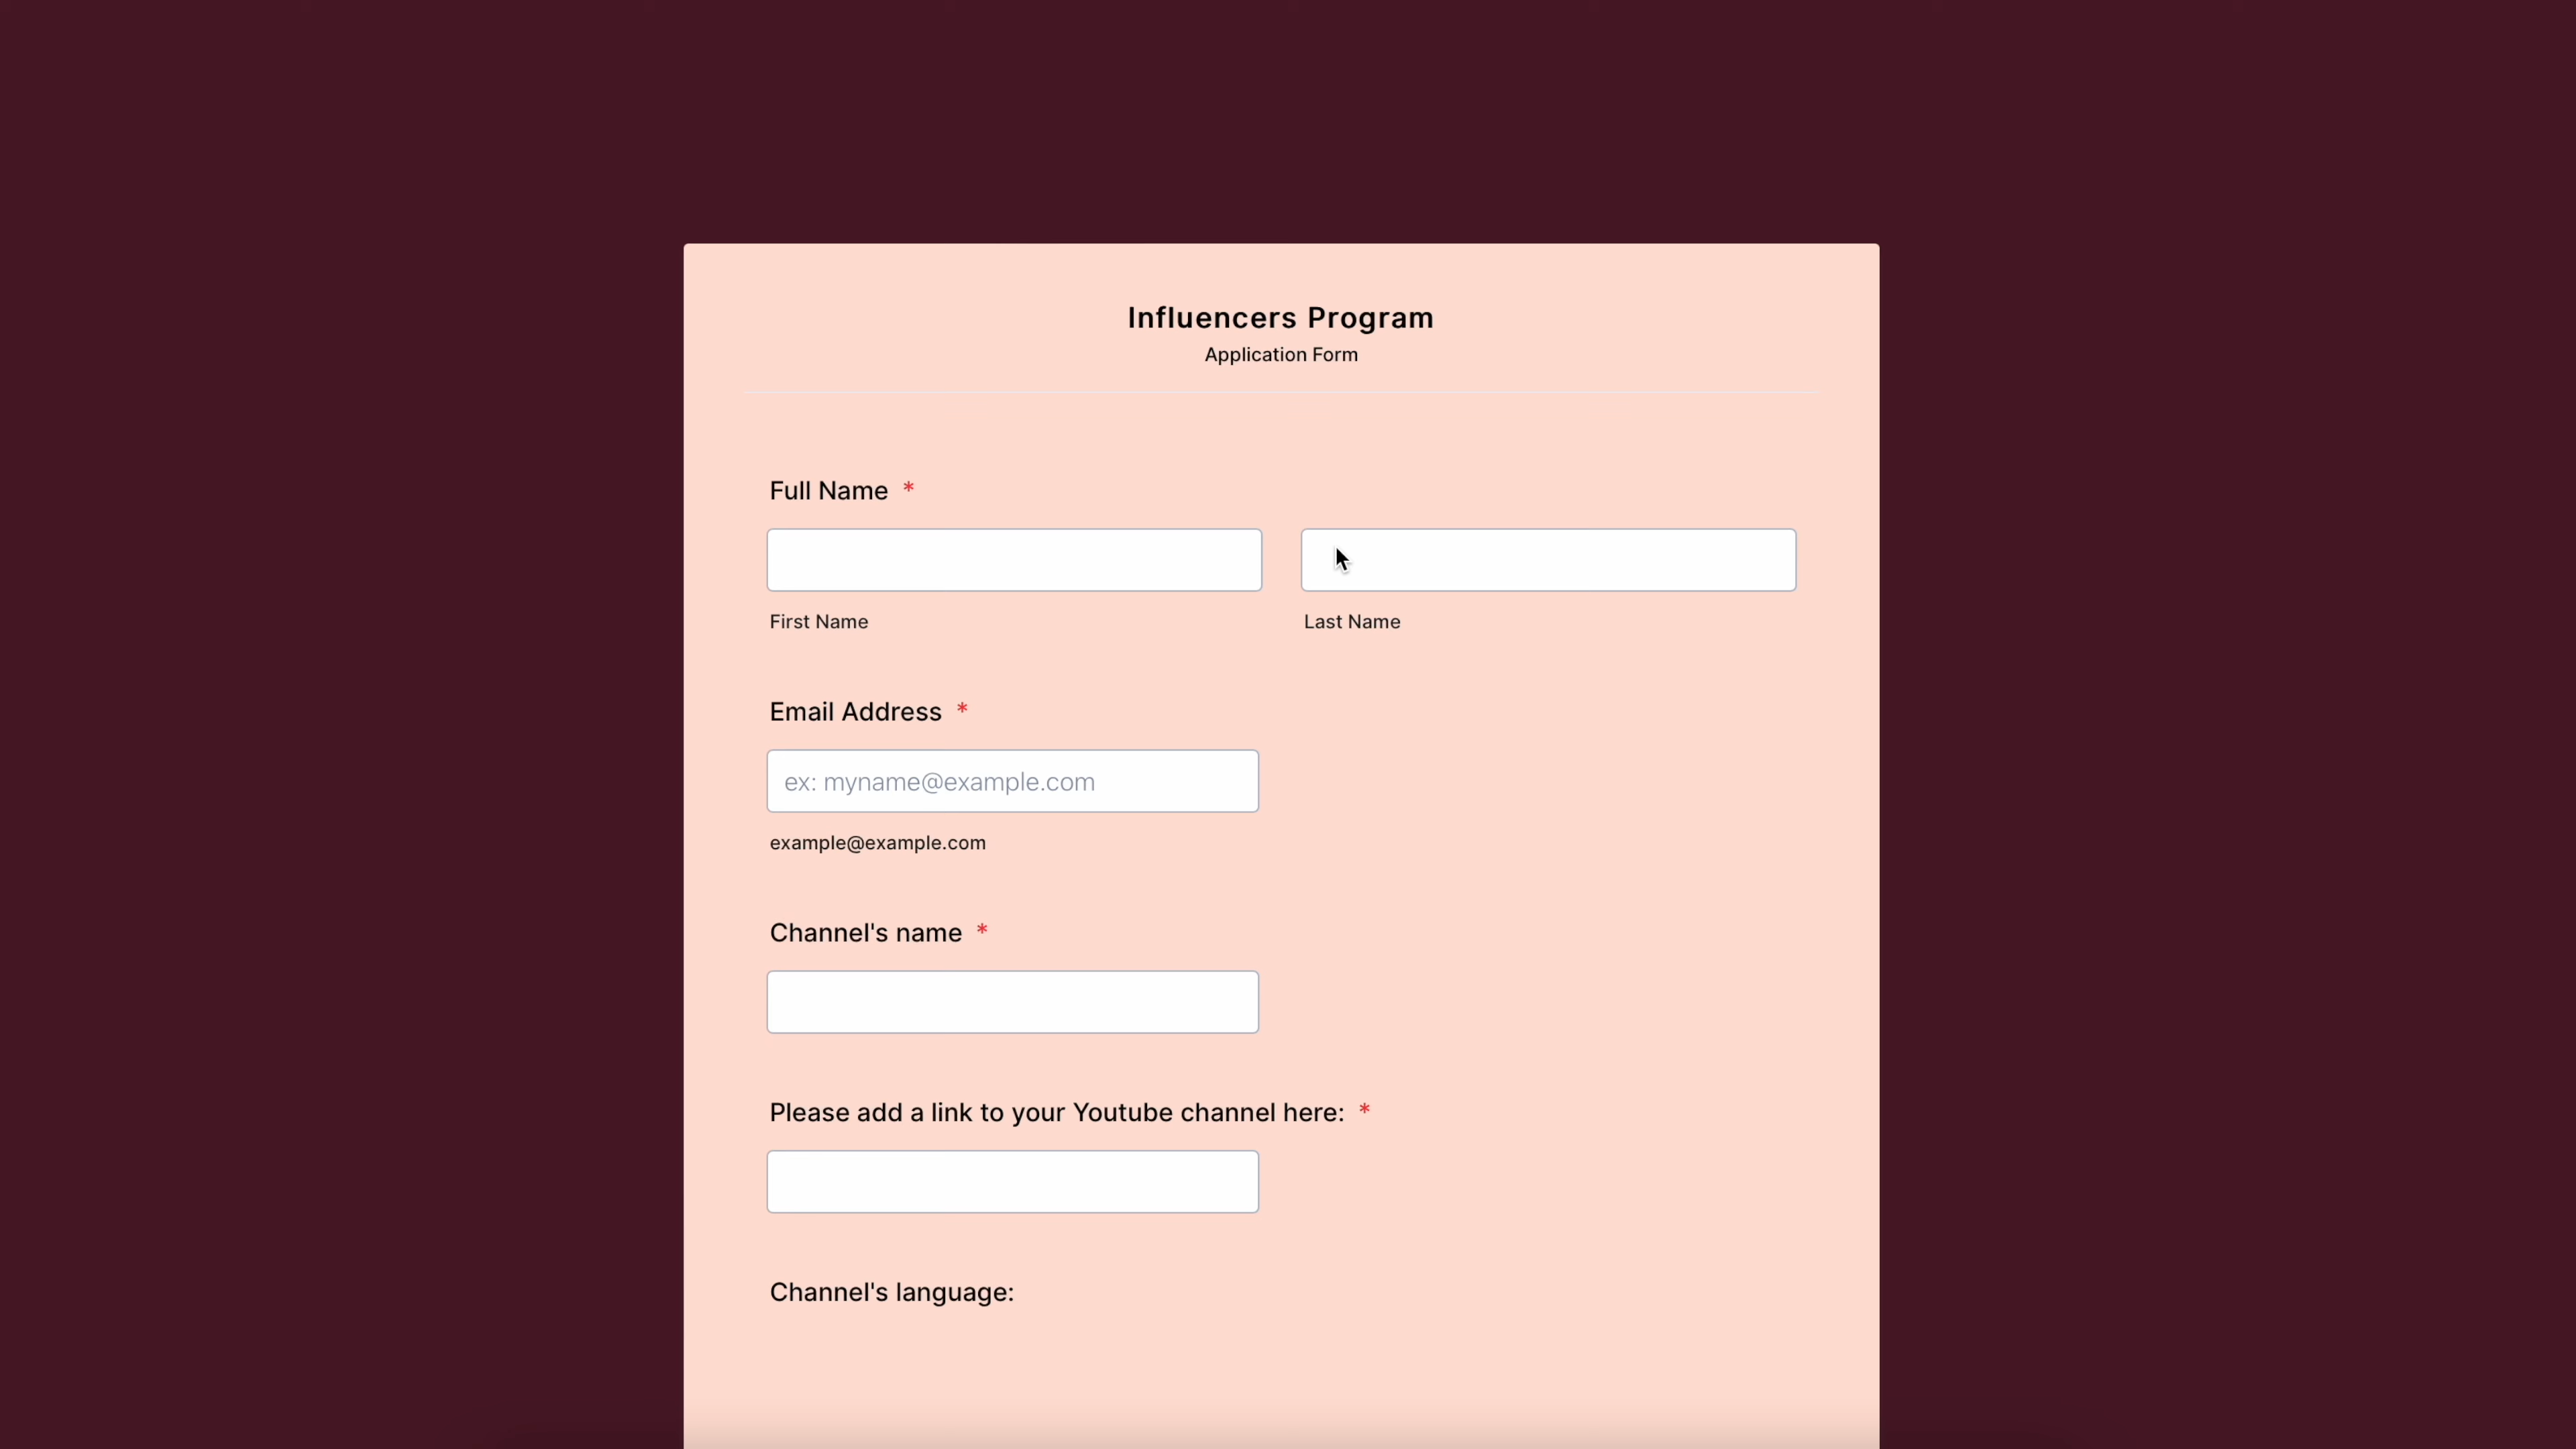 Influencers Program
Application Form
Full Name *
First Name
Last Name
Email Address *
ex: myname@example.com
example@example.com
Channel's name *
Please add a link to your Youtube channel here: *
Channel's language: